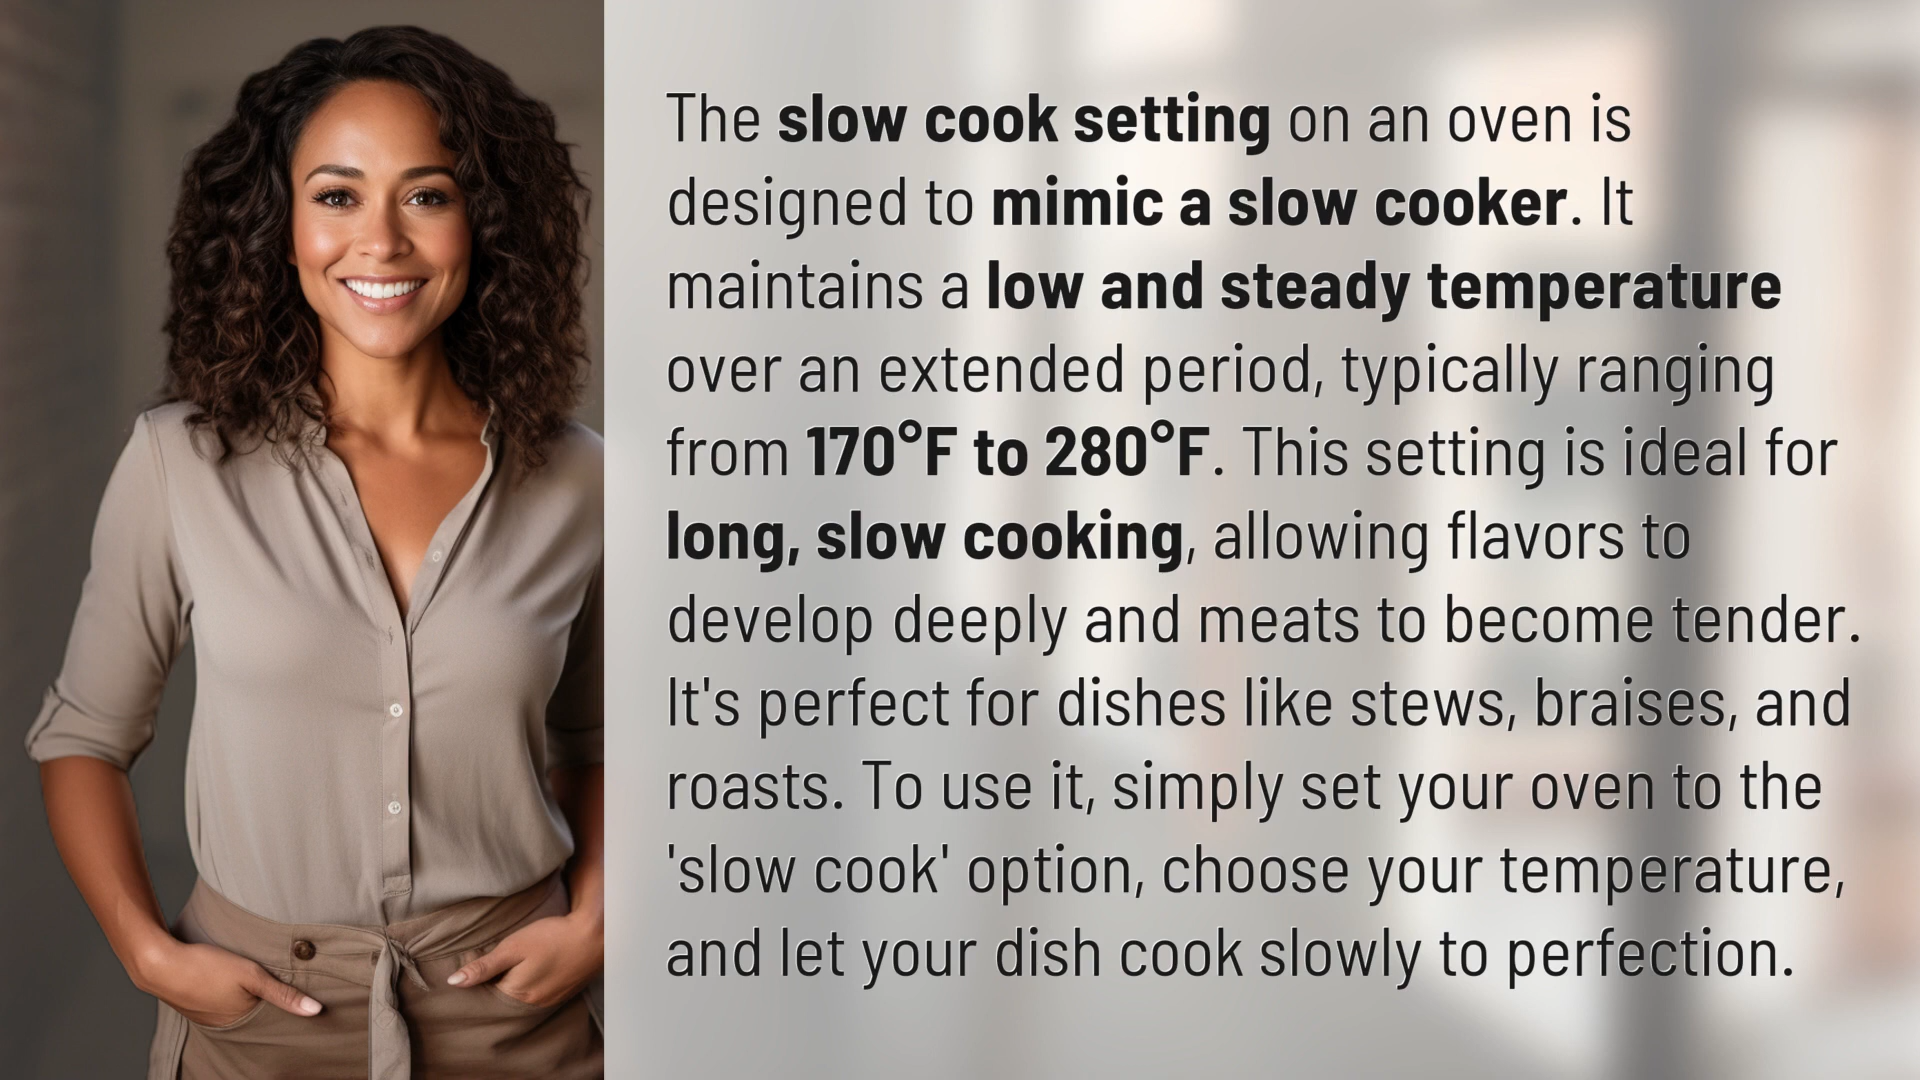 The slow cook setting on an oven is
designed to mimic a slow cooker. It
maintains a low and steady temperature
over an extended period, typically ranging
from 170°F to 280°F. This setting is ideal for
long, slow cooking, allowing flavors to
develop deeply and meats to become tender.
It's perfect for dishes like stews, braises, and
roasts. To use it, simply set your oven to the
'slow cook' option, choose your temperature,
and let your dish cook slowly to perfection.